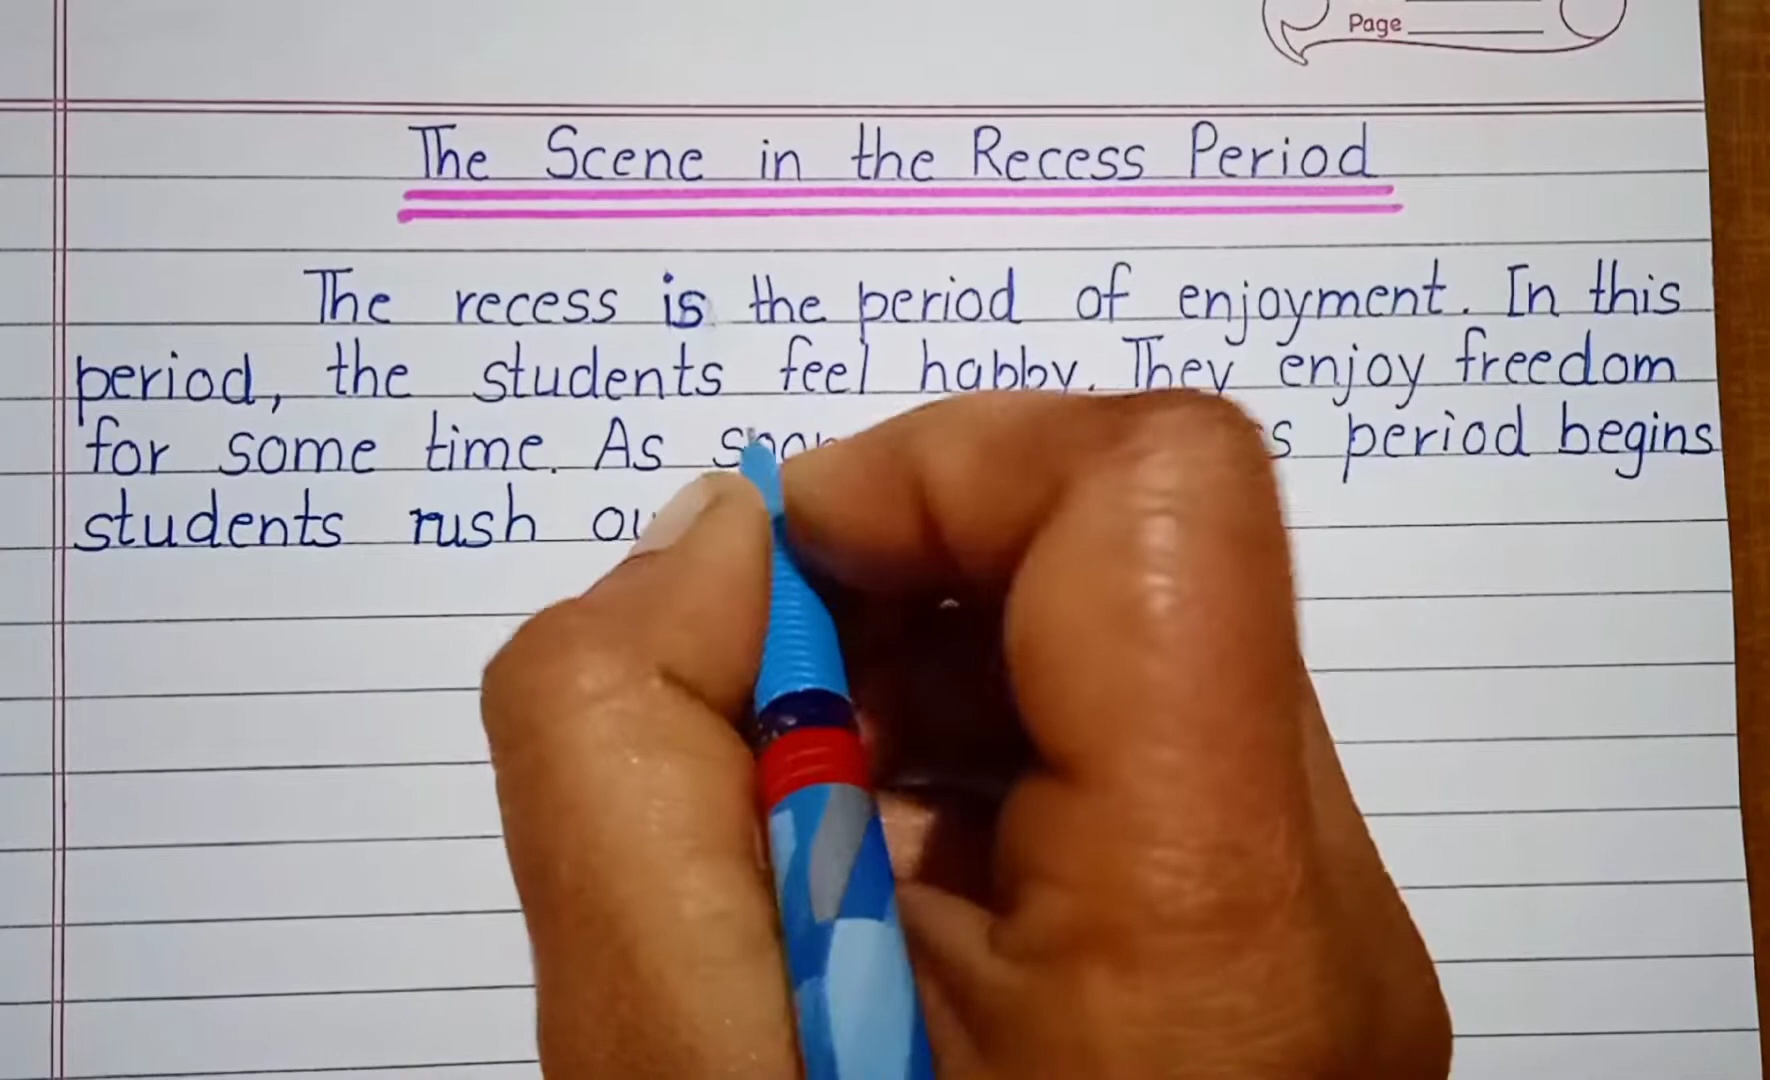 Page
The Scene in the Recess Period
The recess is the period of enjoyment. In this
period, the students feel happy. They enjoy freedom
for some time. As period begins
students rush